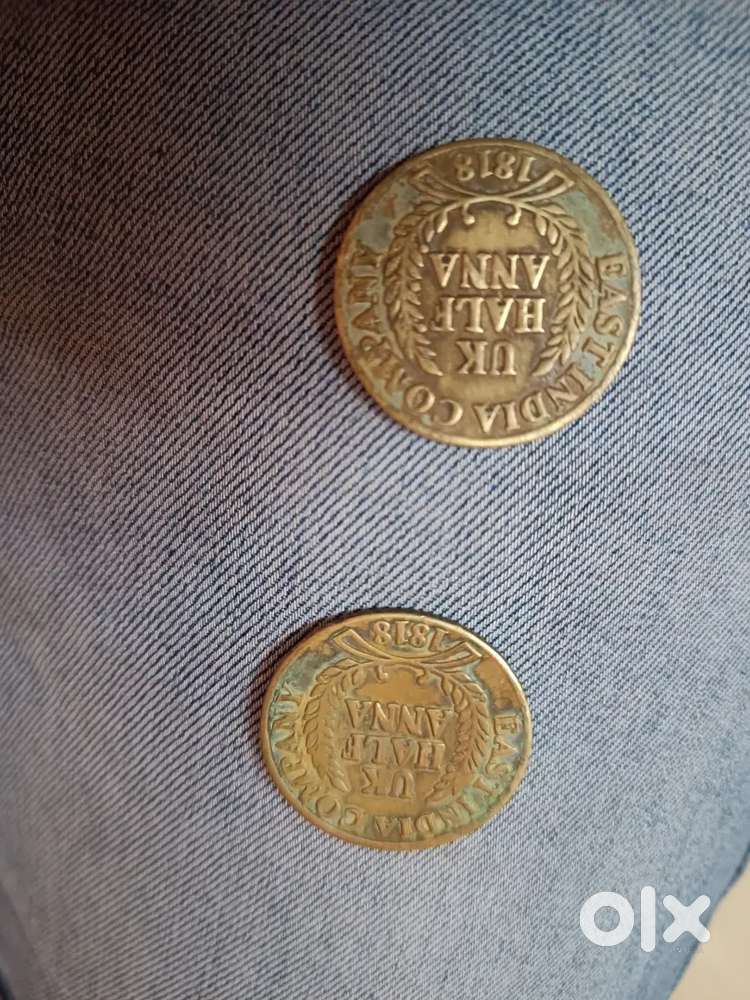 EAST INDIA COMPANY
UK
HALF
ANNA
1818
EAST INDIA COMPANY
UK
HALF
ANNA
1818
olx